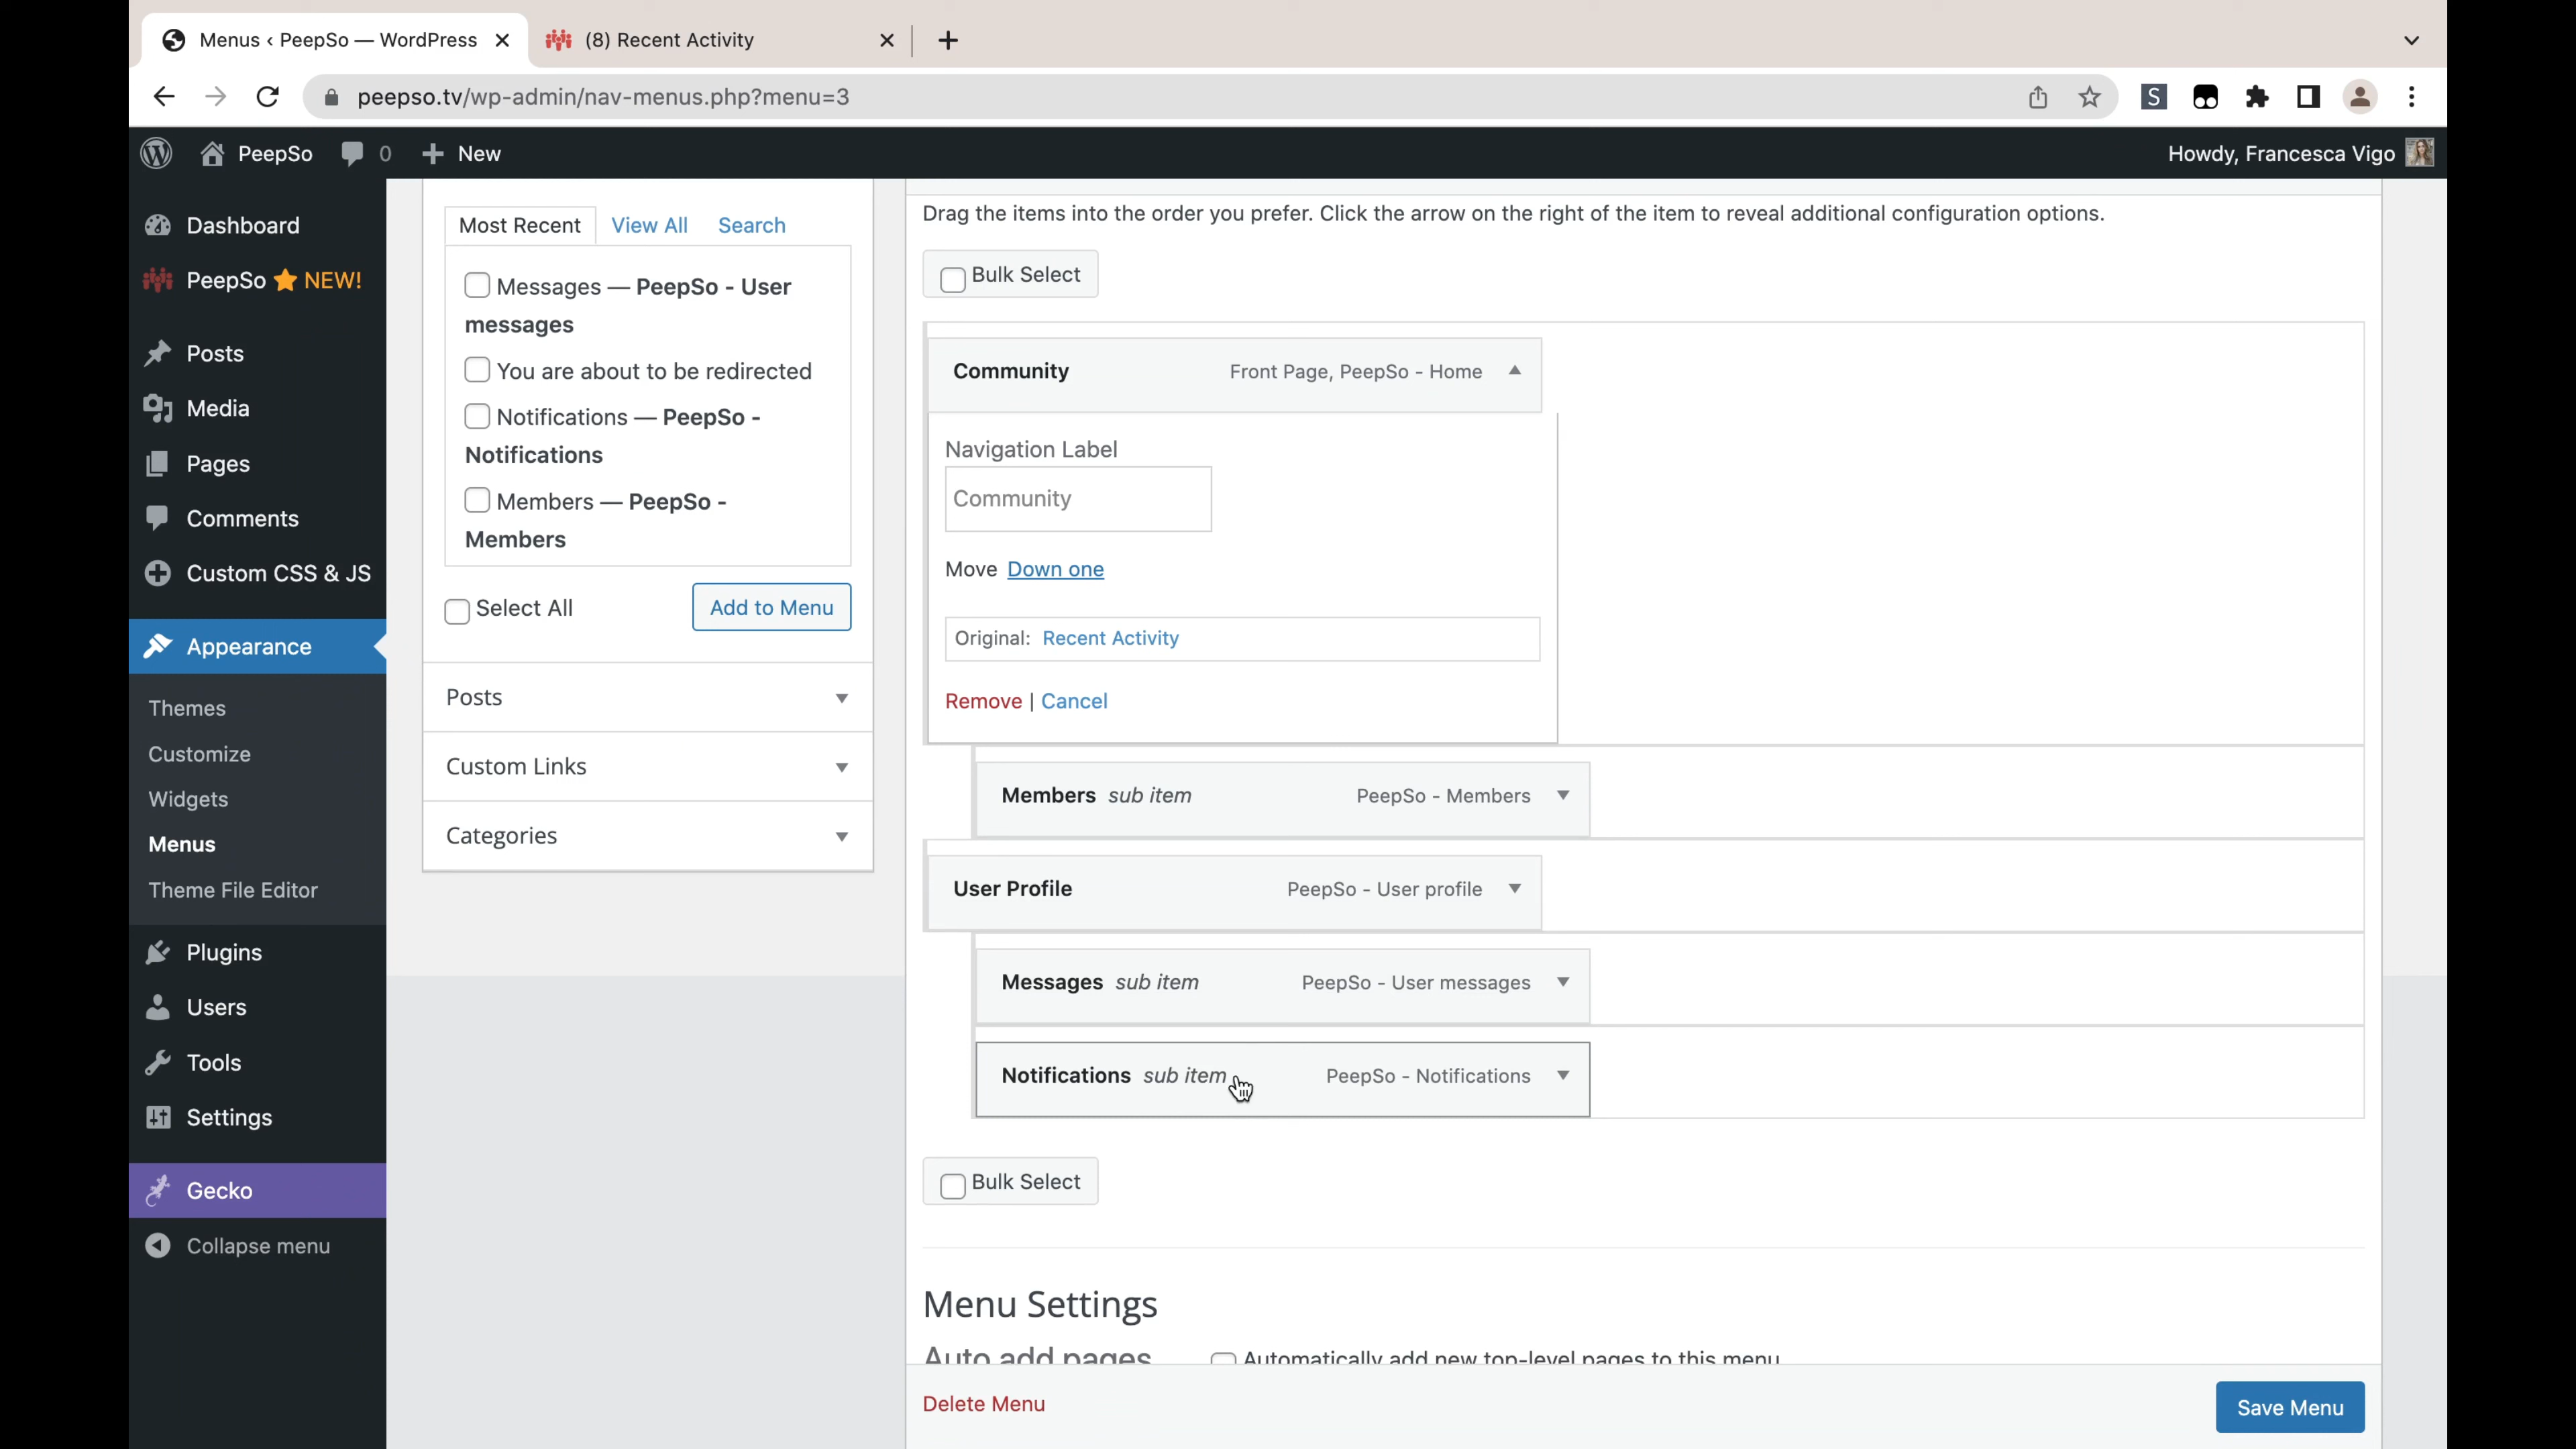 Menus ‹ PeepSo — WordPress
(8) Recent Activity
peepso.tv/wp-admin/nav-menus.php?menu=3
S
PeepSo
0
New
Howdy, Francesca Vigo
Dashboard
PeepSo ⭐ NEW!
Posts
Media
Pages
Comments
Custom CSS & JS
Appearance
Themes
Customize
Widgets
Menus
Theme File Editor
Plugins
Users
Tools
Settings
Gecko
Collapse menu
Most Recent View All Search
Messages — PeepSo - User
messages
You are about to be redirected
Notifications — PeepSo -
Notifications
Members — PeepSo -
Members
Select All
Add to Menu
Posts
Custom Links
Categories
Drag the items into the order you prefer. Click the arrow on the right of the item to reveal additional configuration options.
Bulk Select
Community Front Page, PeepSo - Home
Navigation Label
Community
Move Down one
Original: Recent Activity
Remove | Cancel
Members sub item PeepSo - Members
User Profile PeepSo - User profile
Messages sub item PeepSo - User messages
Notifications sub item PeepSo - Notifications
Bulk Select
Menu Settings
Auto add pages Automatically add new top-level pages to this menu
Delete Menu
Save Menu